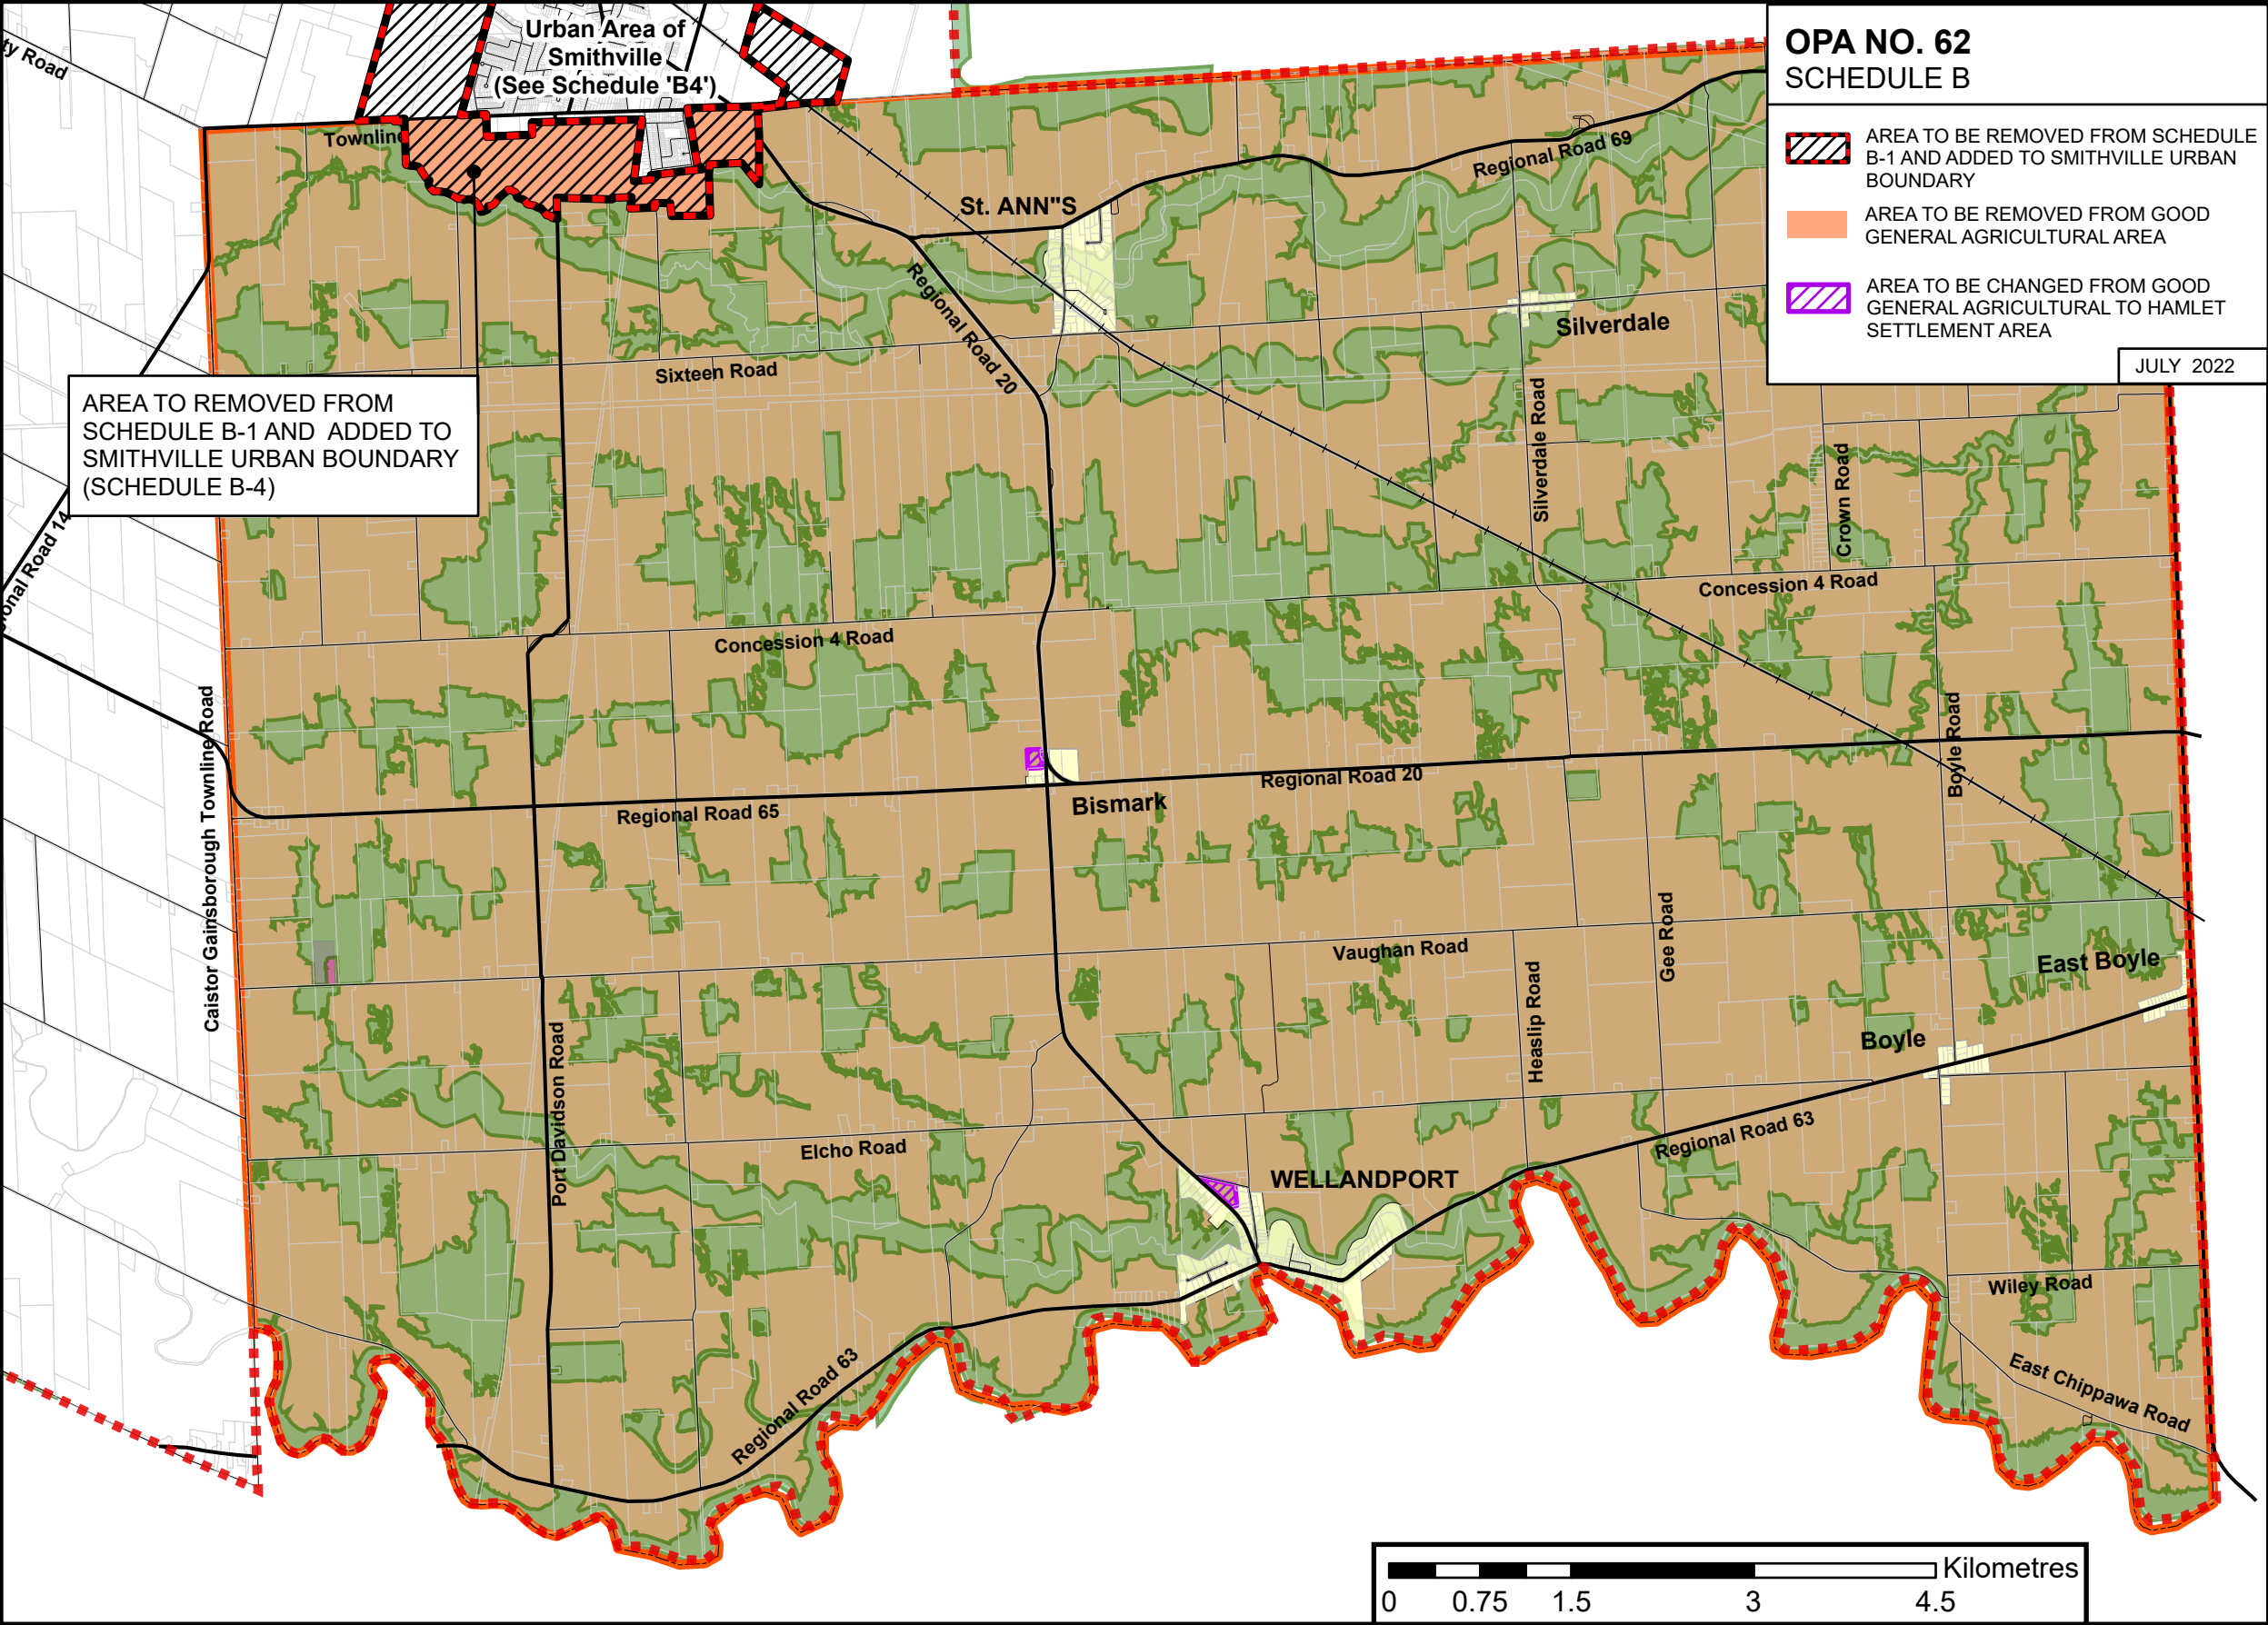 Urban Area of
Smithville
(See Schedule 'B4')
OPA NO. 62
SCHEDULE B
AREA TO BE REMOVED FROM SCHEDULE
B-1 AND ADDED TO SMITHVILLE URBAN
BOUNDARY
AREA TO BE REMOVED FROM GOOD
GENERAL AGRICULTURAL AREA
AREA TO BE CHANGED FROM GOOD
GENERAL AGRICULTURAL TO HAMLET
SETTLEMENT AREA
JULY 2022
ty Road
Townline
Regional Road 69
St. ANN"S
Regional Road 20
Silverdale
Sixteen Road
AREA TO REMOVED FROM
SCHEDULE B-1 AND ADDED TO
SMITHVILLE URBAN BOUNDARY
(SCHEDULE B-4)
Silverdale Road
Crown Road
onal Road 14
Concession 4 Road
Concession 4 Road
Caistor Gainsborough Townline Road
Boyle Road
Regional Road 20
Bismark
Regional Road 65
Vaughan Road
Gee Road
East Boyle
Heaslip Road
Boyle
Port Davidson Road
Elcho Road
Regional Road 63
WELLANDPORT
Wiley Road
East Chippawa Road
Regional Road 63
Kilometres
0 0.75 1.5 3 4.5